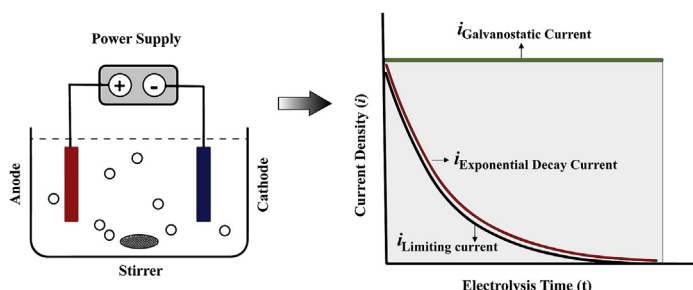 Power Supply
+ -
Anode
Cathode
Stirrer
Current Density (i)
iGalvanostatic Current
iExponential Decay Current
iLimiting current
Electrolysis Time (t)